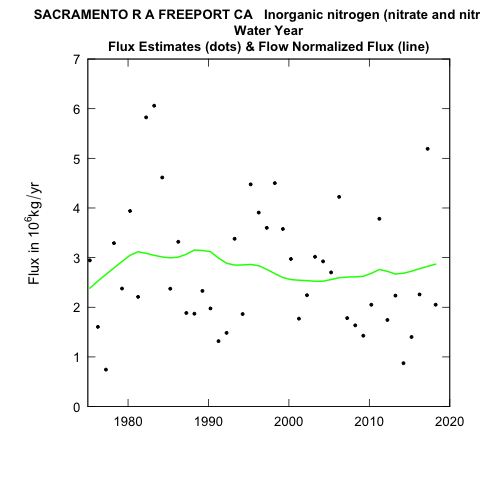 SACRAMENTO R A FREEPORT CA Inorganic nitrogen (nitrate and nitr
Water Year
Flux Estimates (dots) & Flow Normalized Flux (line)
Flux in 10⁶kg/yr
7
6
5
4
3
2
1
0
1980 1990 2000 2010 2020